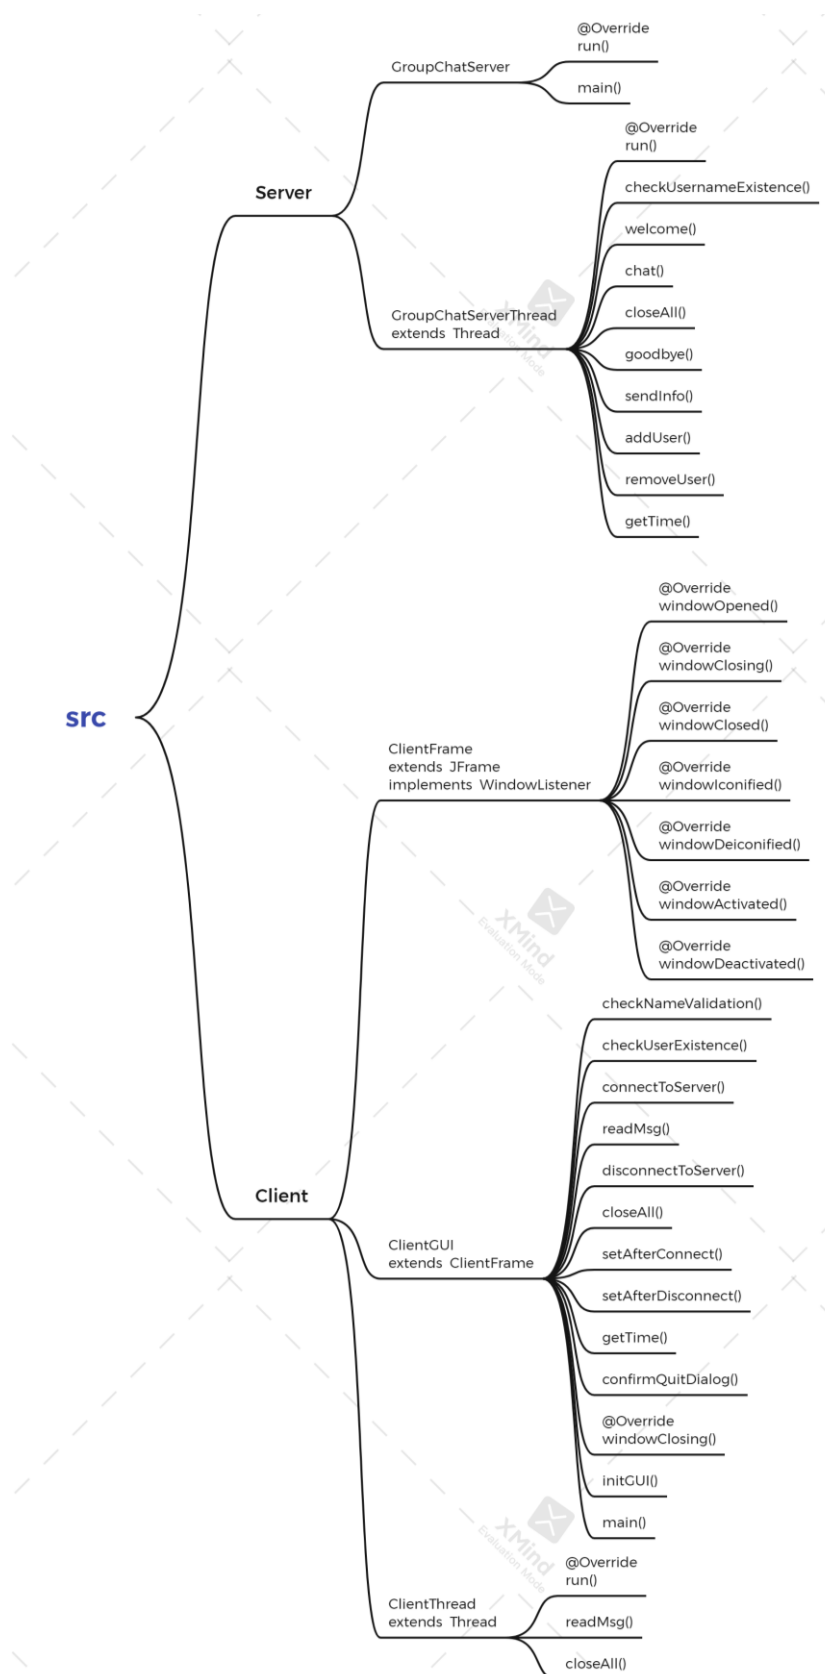 src
Server
GroupChatServer
@Override
run()
main()
GroupChatServerThread
extends Thread
@Override
run()
checkUsernameExistence()
welcome()
chat()
closeAll()
goodbye()
sendInfo()
addUser()
removeUser()
getTime()
Client
ClientFrame
extends JFrame
implements WindowListener
@Override
windowOpened()
@Override
windowClosing()
@Override
windowClosed()
@Override
windowIconified()
@Override
windowDeiconified()
@Override
windowActivated()
@Override
windowDeactivated()
ClientGUI
extends ClientFrame
checkNameValidation()
checkUserExistence()
connectToServer()
readMsg()
disconnectToServer()
closeAll()
setAfterConnect()
setAfterDisconnect()
getTime()
confirmQuitDialog()
@Override
windowClosing()
initGUI()
main()
ClientThread
extends Thread
@Override
run()
readMsg()
closeAll()
XMind
Evaluation Mode
XMind
Evaluation Mode
XMind
Evaluation Mode